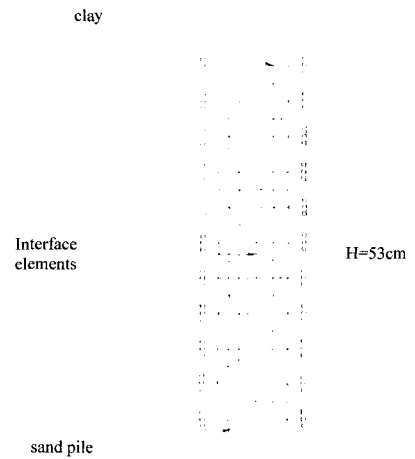 clay
Interface
elements
H=53cm
sand pile